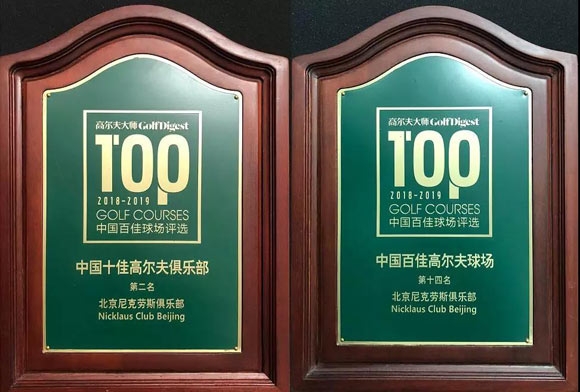 高尔夫大师 GolfDigest
TOP
100
2018-2019
GOLF COURSES
中国百佳球场评选
中国十佳高尔夫俱乐部
第二名
北京尼克劳斯俱乐部
Nicklaus Club Beijing
高尔夫大师 GolfDigest
TOP
100
2018-2019
GOLF COURSES
中国百佳球场评选
中国百佳高尔夫球场
第十四名
北京尼克劳斯俱乐部
Nicklaus Club Beijing